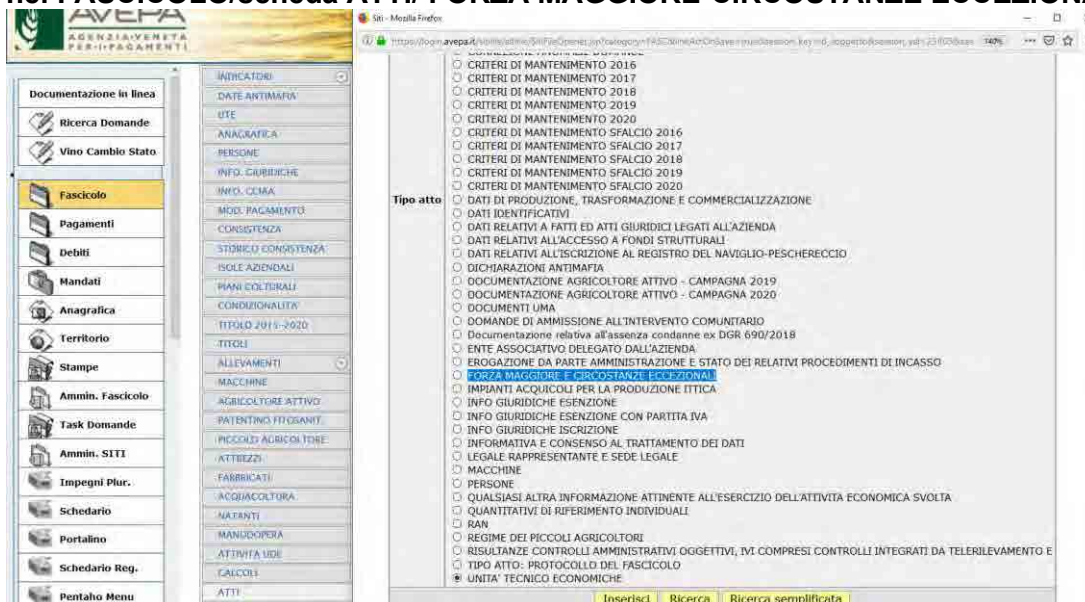 AVEPA
AGENZIA VENETA
PER I PAGAMENTI
Documentazione in linea
Ricerca Domande
Vino Cambio Stato
Fascicolo
Pagamenti
Debiti
Mandati
Anagrafica
Territorio
Stampe
Ammin. Fascicolo
Task Domande
Ammin. SITI
Impegni Plur.
Schedario
Portalino
Schedario Reg.
Pentaho Menu
INDICATORI
DATE ANTIMAFIA
UTE
ANAGRAFICA
PERSONE
INFO. GIURIDICHE
INFO. CCIAA
MOD. PAGAMENTO
CONSISTENZA
STORICO CONSISTENZA
ISOLE AZIENDALI
PIANI COLTURALI
CONDIZIONALITA'
TITOLO 2015-2020
TITOLI
ALLEVAMENTI
MACCHINE
AGRICOLTORE ATTIVO
PATENTINO FITOSANIT.
PICCOLO AGRICOLTORE
ATTREZZI
FABBRICATI
ACQUACOLTURA
NATANTI
MANODOPERA
ATTIVITA UDE
CALCOLI
ATTI
Siti - Mozilla Firefox
140%
CRITERI DI MANTENIMENTO 2016
CRITERI DI MANTENIMENTO 2017
CRITERI DI MANTENIMENTO 2018
CRITERI DI MANTENIMENTO 2019
CRITERI DI MANTENIMENTO 2020
CRITERI DI MANTENIMENTO SFALCIO 2016
CRITERI DI MANTENIMENTO SFALCIO 2017
CRITERI DI MANTENIMENTO SFALCIO 2018
CRITERI DI MANTENIMENTO SFALCIO 2019
CRITERI DI MANTENIMENTO SFALCIO 2020
Tipo atto
DATI DI PRODUZIONE, TRASFORMAZIONE E COMMERCIALIZZAZIONE
DATI IDENTIFICATIVI
DATI RELATIVI A FATTI ED ATTI GIURIDICI LEGATI ALL'AZIENDA
DATI RELATIVI ALL'ACCESSO A FONDI STRUTTURALI
DATI RELATIVI ALL'ISCRIZIONE AL REGISTRO DEL NAVIGLIO-PESCHERECCIO
DICHIARAZIONI ANTIMAFIA
DOCUMENTAZIONE AGRICOLTORE ATTIVO - CAMPAGNA 2019
DOCUMENTAZIONE AGRICOLTORE ATTIVO - CAMPAGNA 2020
DOCUMENTI UMA
DOMANDE DI AMMISSIONE ALL'INTERVENTO COMUNITARIO
Documentazione relativa all'assenza condanne ex DGR 690/2018
ENTE ASSOCIATIVO DELEGATO DALL'AZIENDA
EROGAZIONE DA PARTE AMMINISTRAZIONE E STATO DEI RELATIVI PROCEDIMENTI DI INCASSO
FORZA MAGGIORE E CIRCOSTANZE ECCEZIONALI
IMPIANTI ACQUICOLI PER LA PRODUZIONE ITTICA
INFO GIURIDICHE ESENZIONE
INFO GIURIDICHE ESENZIONE CON PARTITA IVA
INFO GIURIDICHE ISCRIZIONE
INFORMATIVA E CONSENSO AL TRATTAMENTO DEI DATI
LEGALE RAPPRESENTANTE E SEDE LEGALE
MACCHINE
PERSONE
QUALSIASI ALTRA INFORMAZIONE ATTINENTE ALL'ESERCIZIO DELL'ATTIVITA ECONOMICA SVOLTA
QUANTITATIVI DI RIFERIMENTO INDIVIDUALI
RAN
REGIME DEI PICCOLI AGRICOLTORI
RISULTANZE CONTROLLI AMMINISTRATIVI OGGETTIVI, IVI COMPRESI CONTROLLI INTEGRATI DA TELERILEVAMENTO E
TIPO ATTO: PROTOCOLLO DEL FASCICOLO
UNITA' TECNICO ECONOMICHE
Inserisci Ricerca Ricerca semplificata